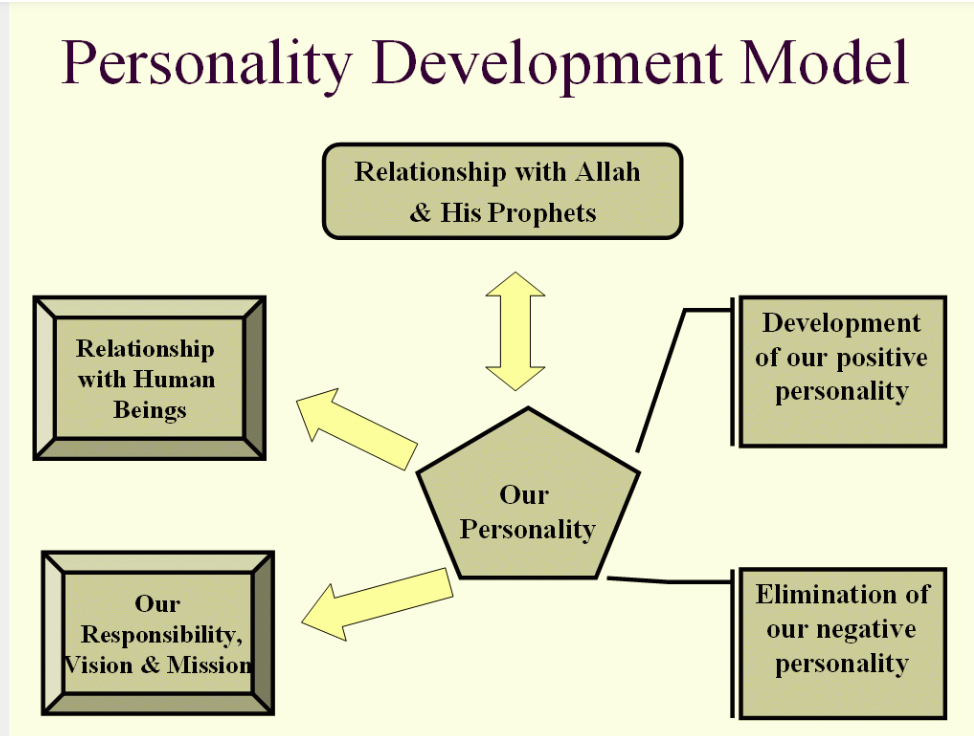 Personality Development Model
Relationship with Allah
& His Prophets
Relationship
with Human
Beings
Development
of our positive
personality
Our
Personality
Our
Responsibility,
Vision & Mission
Elimination of
our negative
personality